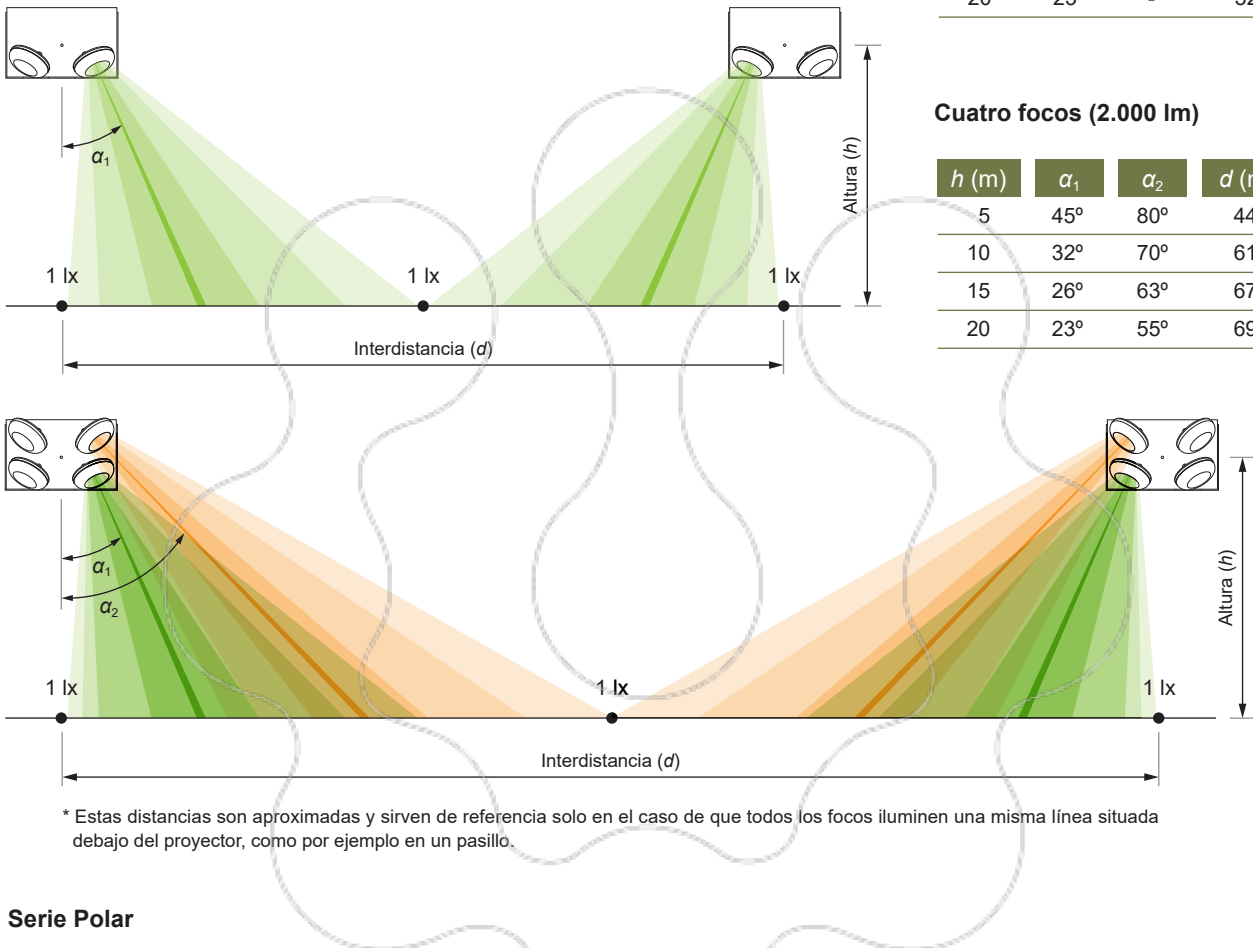 Cuatro focos (2.000 lm)
h (m) α1 α2
5 45º 80º 44
10 32º 70º 61
15 26º 63º 67
20 23º 55º 69
α1
Altura (h)
1 lx 1 lx 1 lx
Interdistancia (d)
α1
α2
Altura (h)
1 lx 1 lx 1 lx
Interdistancia (d)
* Estas distancias son aproximadas y sirven de referencia solo en el caso de que todos los focos iluminen una misma línea situada
debajo del proyector, como por ejemplo en un pasillo.
Serie Polar